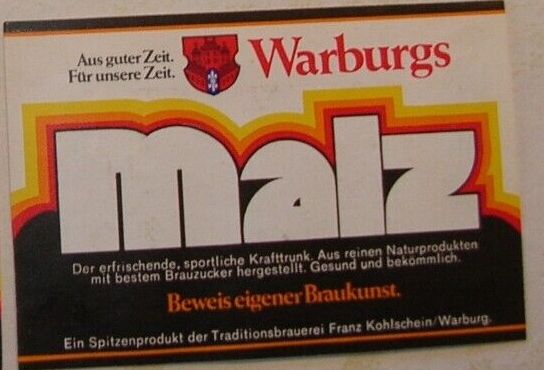 Aus guter Zeit.
Für unsere Zeit.
Warburgs
malz
Der erfrischende, sportliche Krafttrunk. Aus reinen Naturprodukten
mit bestem Brauzucker hergestellt. Gesund und bekömmlich.
Beweis eigener Braukunst.
Ein Spitzenprodukt der Traditionsbrauerei Franz Kohlschein/Warburg.